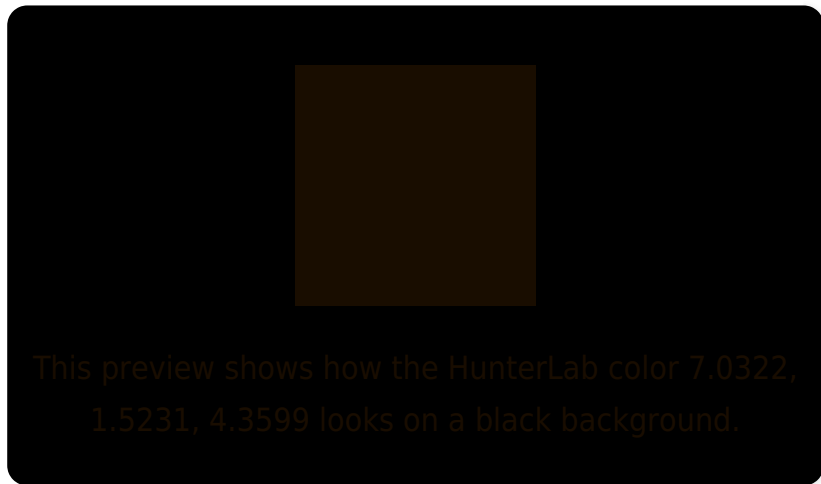 This preview shows how the HunterLab color 7.0322,
1.5231, 4.3599 looks on a black background.